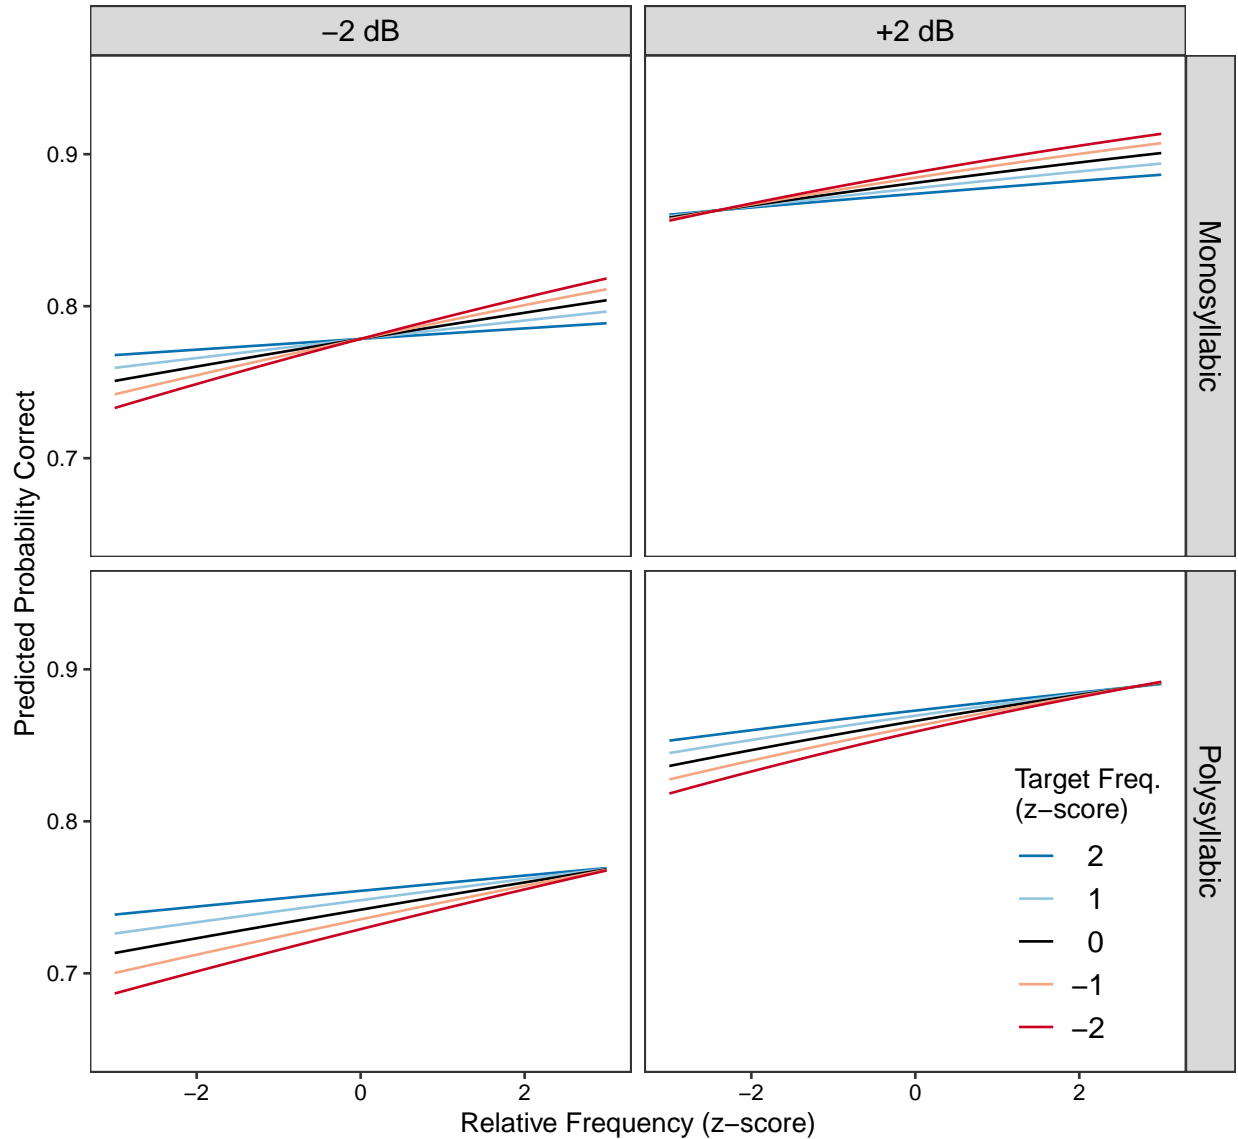 −2 dB
+2 dB
Predicted Probability Correct
0.9
0.8
0.7
Monosyllabic
0.9
0.8
0.7
Polysyllabic
Target Freq.
(z−score)
2
1
0
−1
−2
−2
0
2
−2
0
2
Relative Frequency (z−score)